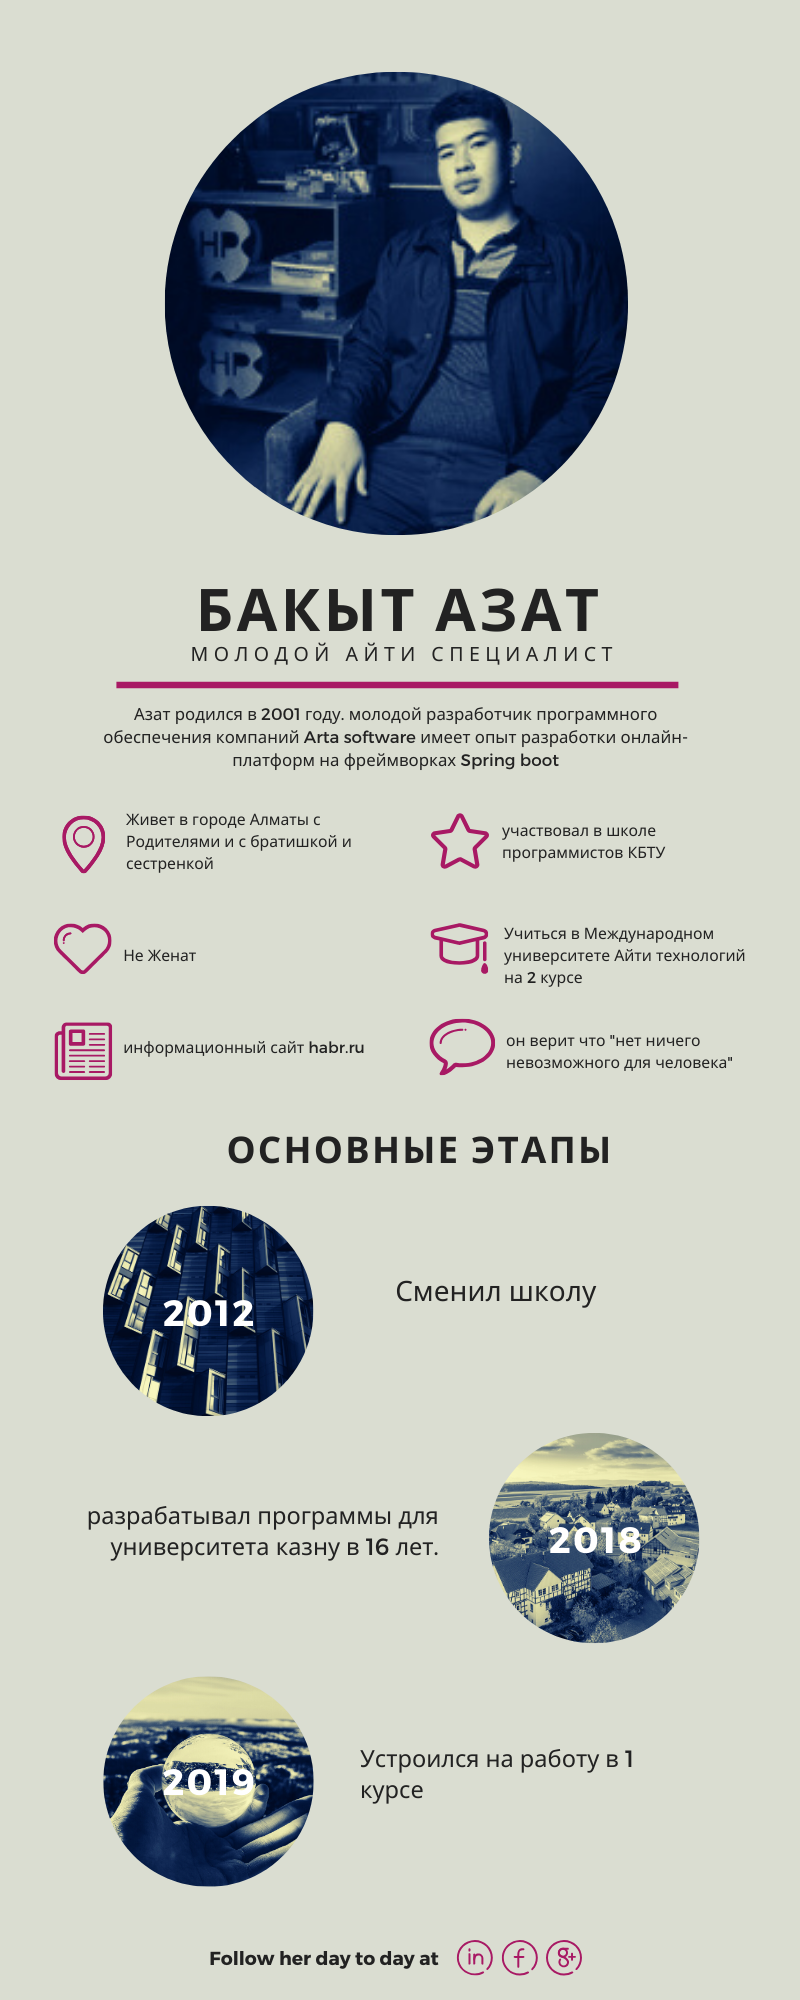 HP
HP
БАКЫТ АЗАТ
МОЛОДОЙ АЙТИ СПЕЦИАЛИСТ
Азат родился в 2001 году. молодой разработчик программного
обеспечения компаний Arta software имеет опыт разработки онлайн-
платформ на фреймворках Spring boot
Живет в городе Алматы с
Родителями и с братишкой и
сестренкой
участвовал в школе
программистов КБТУ
Не Женат
Учиться в Международном
университете Айти технологий
на 2 курсе
информационный сайт habr.ru
он верит что "нет ничего
невозможного для человека"
ОСНОВНЫЕ ЭТАПЫ
2012
Сменил школу
разрабатывал программы для
университета казну в 16 лет.
2018
2019
Устроился на работу в 1
курсе
Follow her day to day at in f g+